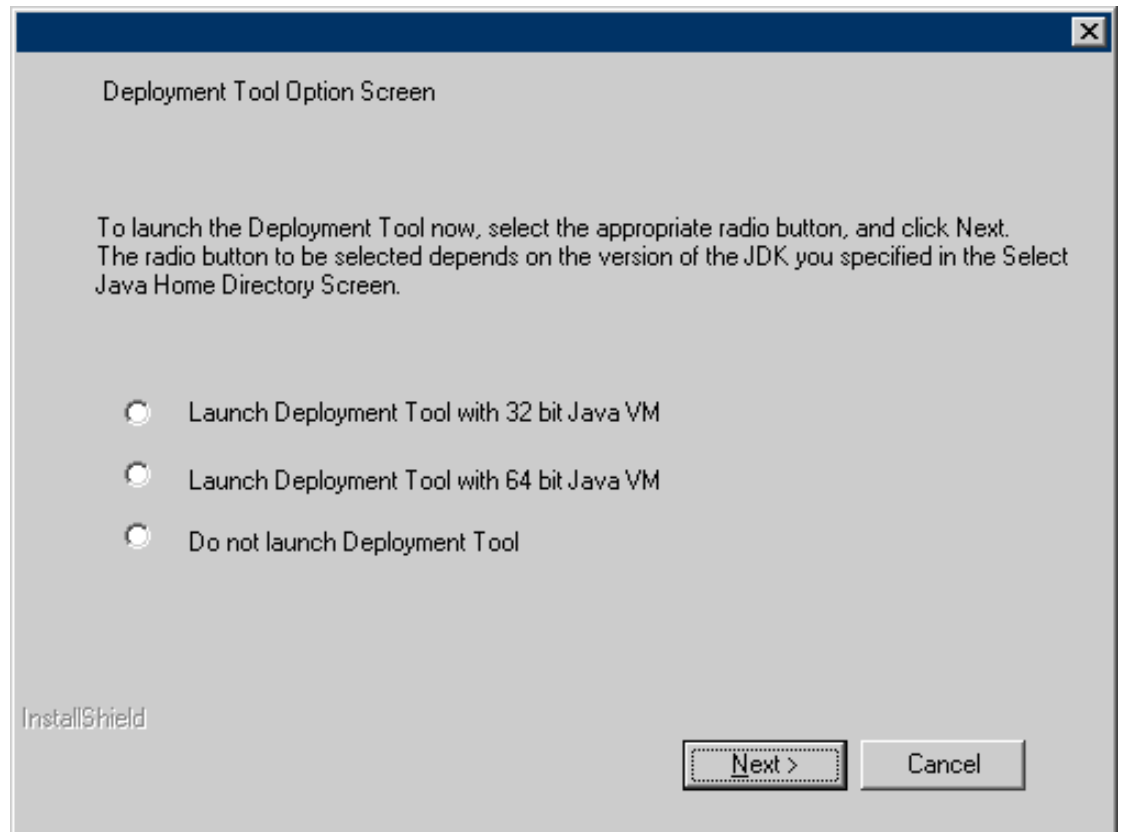 Deployment Tool Option Screen
To launch the Deployment Tool now, select the appropriate radio button, and click Next.
The radio button to be selected depends on the version of the JDK you specified in the Select
Java Home Directory Screen.
Launch Deployment Tool with 32 bit Java VM
Launch Deployment Tool with 64 bit Java VM
Do not launch Deployment Tool
InstallShield
Next > Cancel